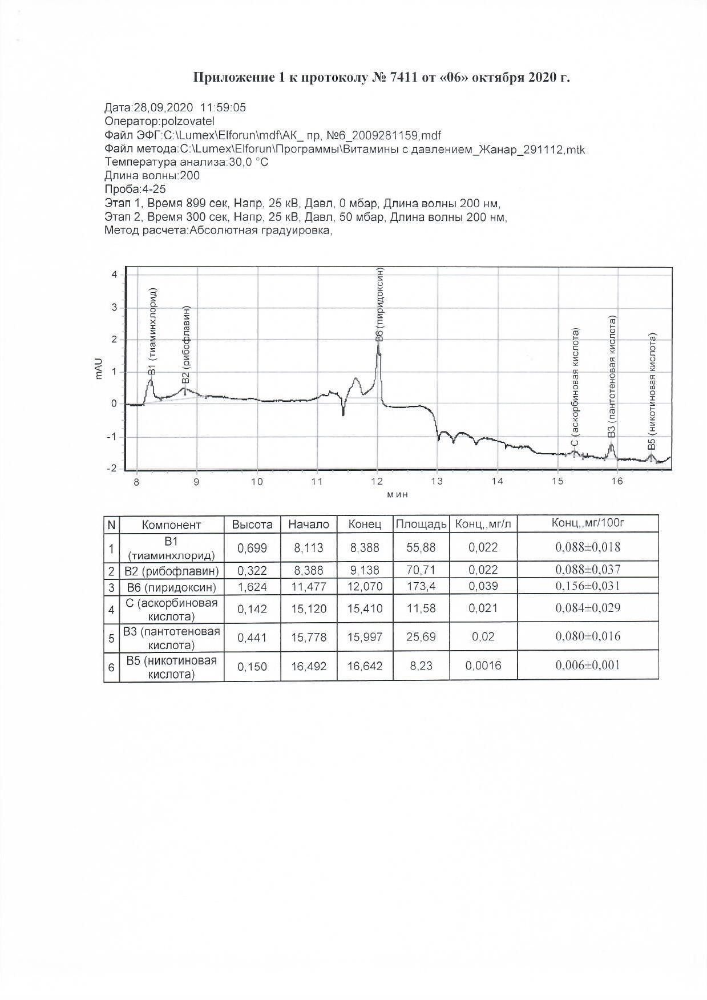 Приложение 1 к протоколу № 7411 от «06» октября 2020 г.
Дата:28,09,2020 11:59:05
Оператор:polzovatel
Файл ЭФГ:C:\Lumex\Elforun\mdf\АК_ пр, №6_2009281159,mdf
Файл метода:C:\Lumex\Elforun\Программы\Витамины с давлением_Жанар_291112,mtk
Температура анализа:30,0 °C
Длина волны:200
Проба:4-25
Этап 1, Время 899 сек, Напр, 25 кВ, Давл, 0 мбар, Длина волны 200 нм,
Этап 2, Время 300 сек, Напр, 25 кВ, Давл, 50 мбар, Длина волны 200 нм,
Метод расчета:Абсолютная градуировка,
mAU
4
3
2
1
0
-1
-2
В1 (тиаминхлорид)
В2 (рибофлавин)
В6 (пиридоксин)
С (аскорбиновая кислота)
В3 (пантотеновая кислота)
В5 (никотиновая кислота)
8 9 10 11 12 13 14 15 16
мин
N Компонент Высота Начало Конец Площадь Конц,,мг/л Конц,,мг/100г
1 В1 (тиаминхлорид) 0,699 8,113 8,388 55,88 0,022 0,088±0,018
2 В2 (рибофлавин) 0,322 8,388 9,138 70,71 0,022 0,088±0,037
3 В6 (пиридоксин) 1,624 11,477 12,070 173,4 0,039 0,156±0,031
4 С (аскорбиновая кислота) 0,142 15,120 15,410 11,58 0,021 0,084±0,029
5 В3 (пантотеновая кислота) 0,441 15,778 15,997 25,69 0,02 0,080±0,016
6 В5 (никотиновая кислота) 0,150 16,492 16,642 8,23 0,0016 0,006±0,001